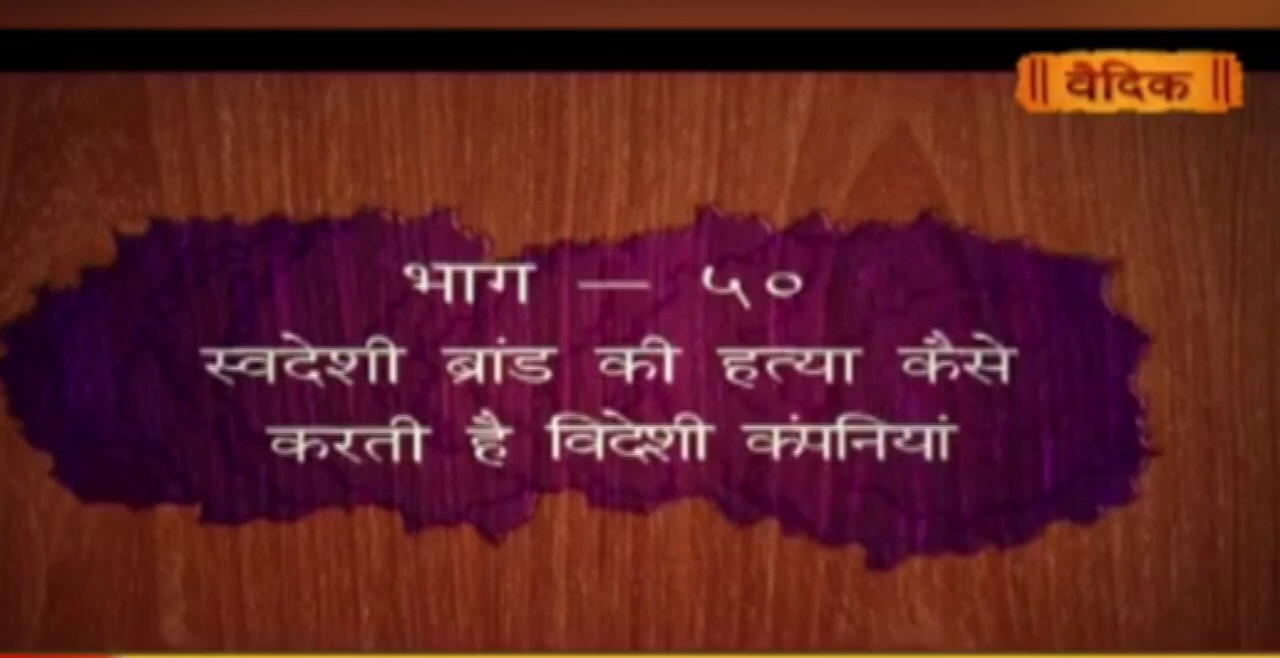 ॥ वैदिक ॥
भाग — ५०
स्वदेशी ब्रांड की हत्या कैसे
करती है विदेशी कंपनियां